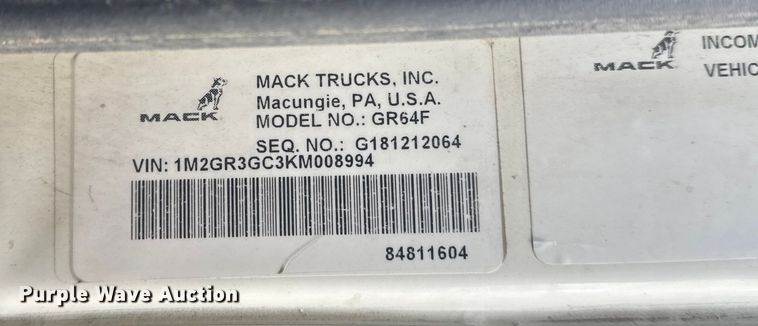 MACK
MACK TRUCKS, INC.
Macungie, PA, U.S.A.
MODEL NO.: GR64F
SEQ. NO.: G181212064
VIN: 1M2GR3GC3KM008994
84811604
MACK
INCOM
VEHIC
Purple Wave Auction